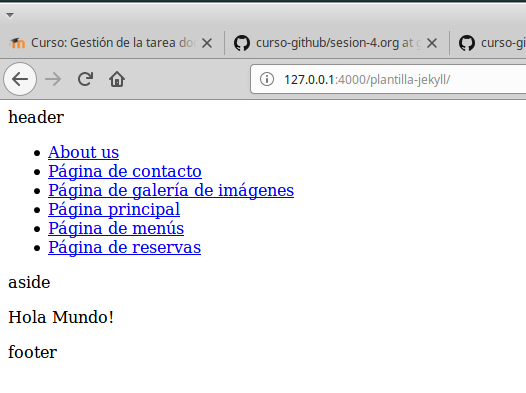 Curso: Gestión de la tarea do
curso-github/sesion-4.org at g
curso-gi
127.0.0.1:4000/plantilla-jekyll/
header
About us
Página de contacto
Página de galería de imágenes
Página principal
Página de menús
Página de reservas
aside
Hola Mundo!
footer